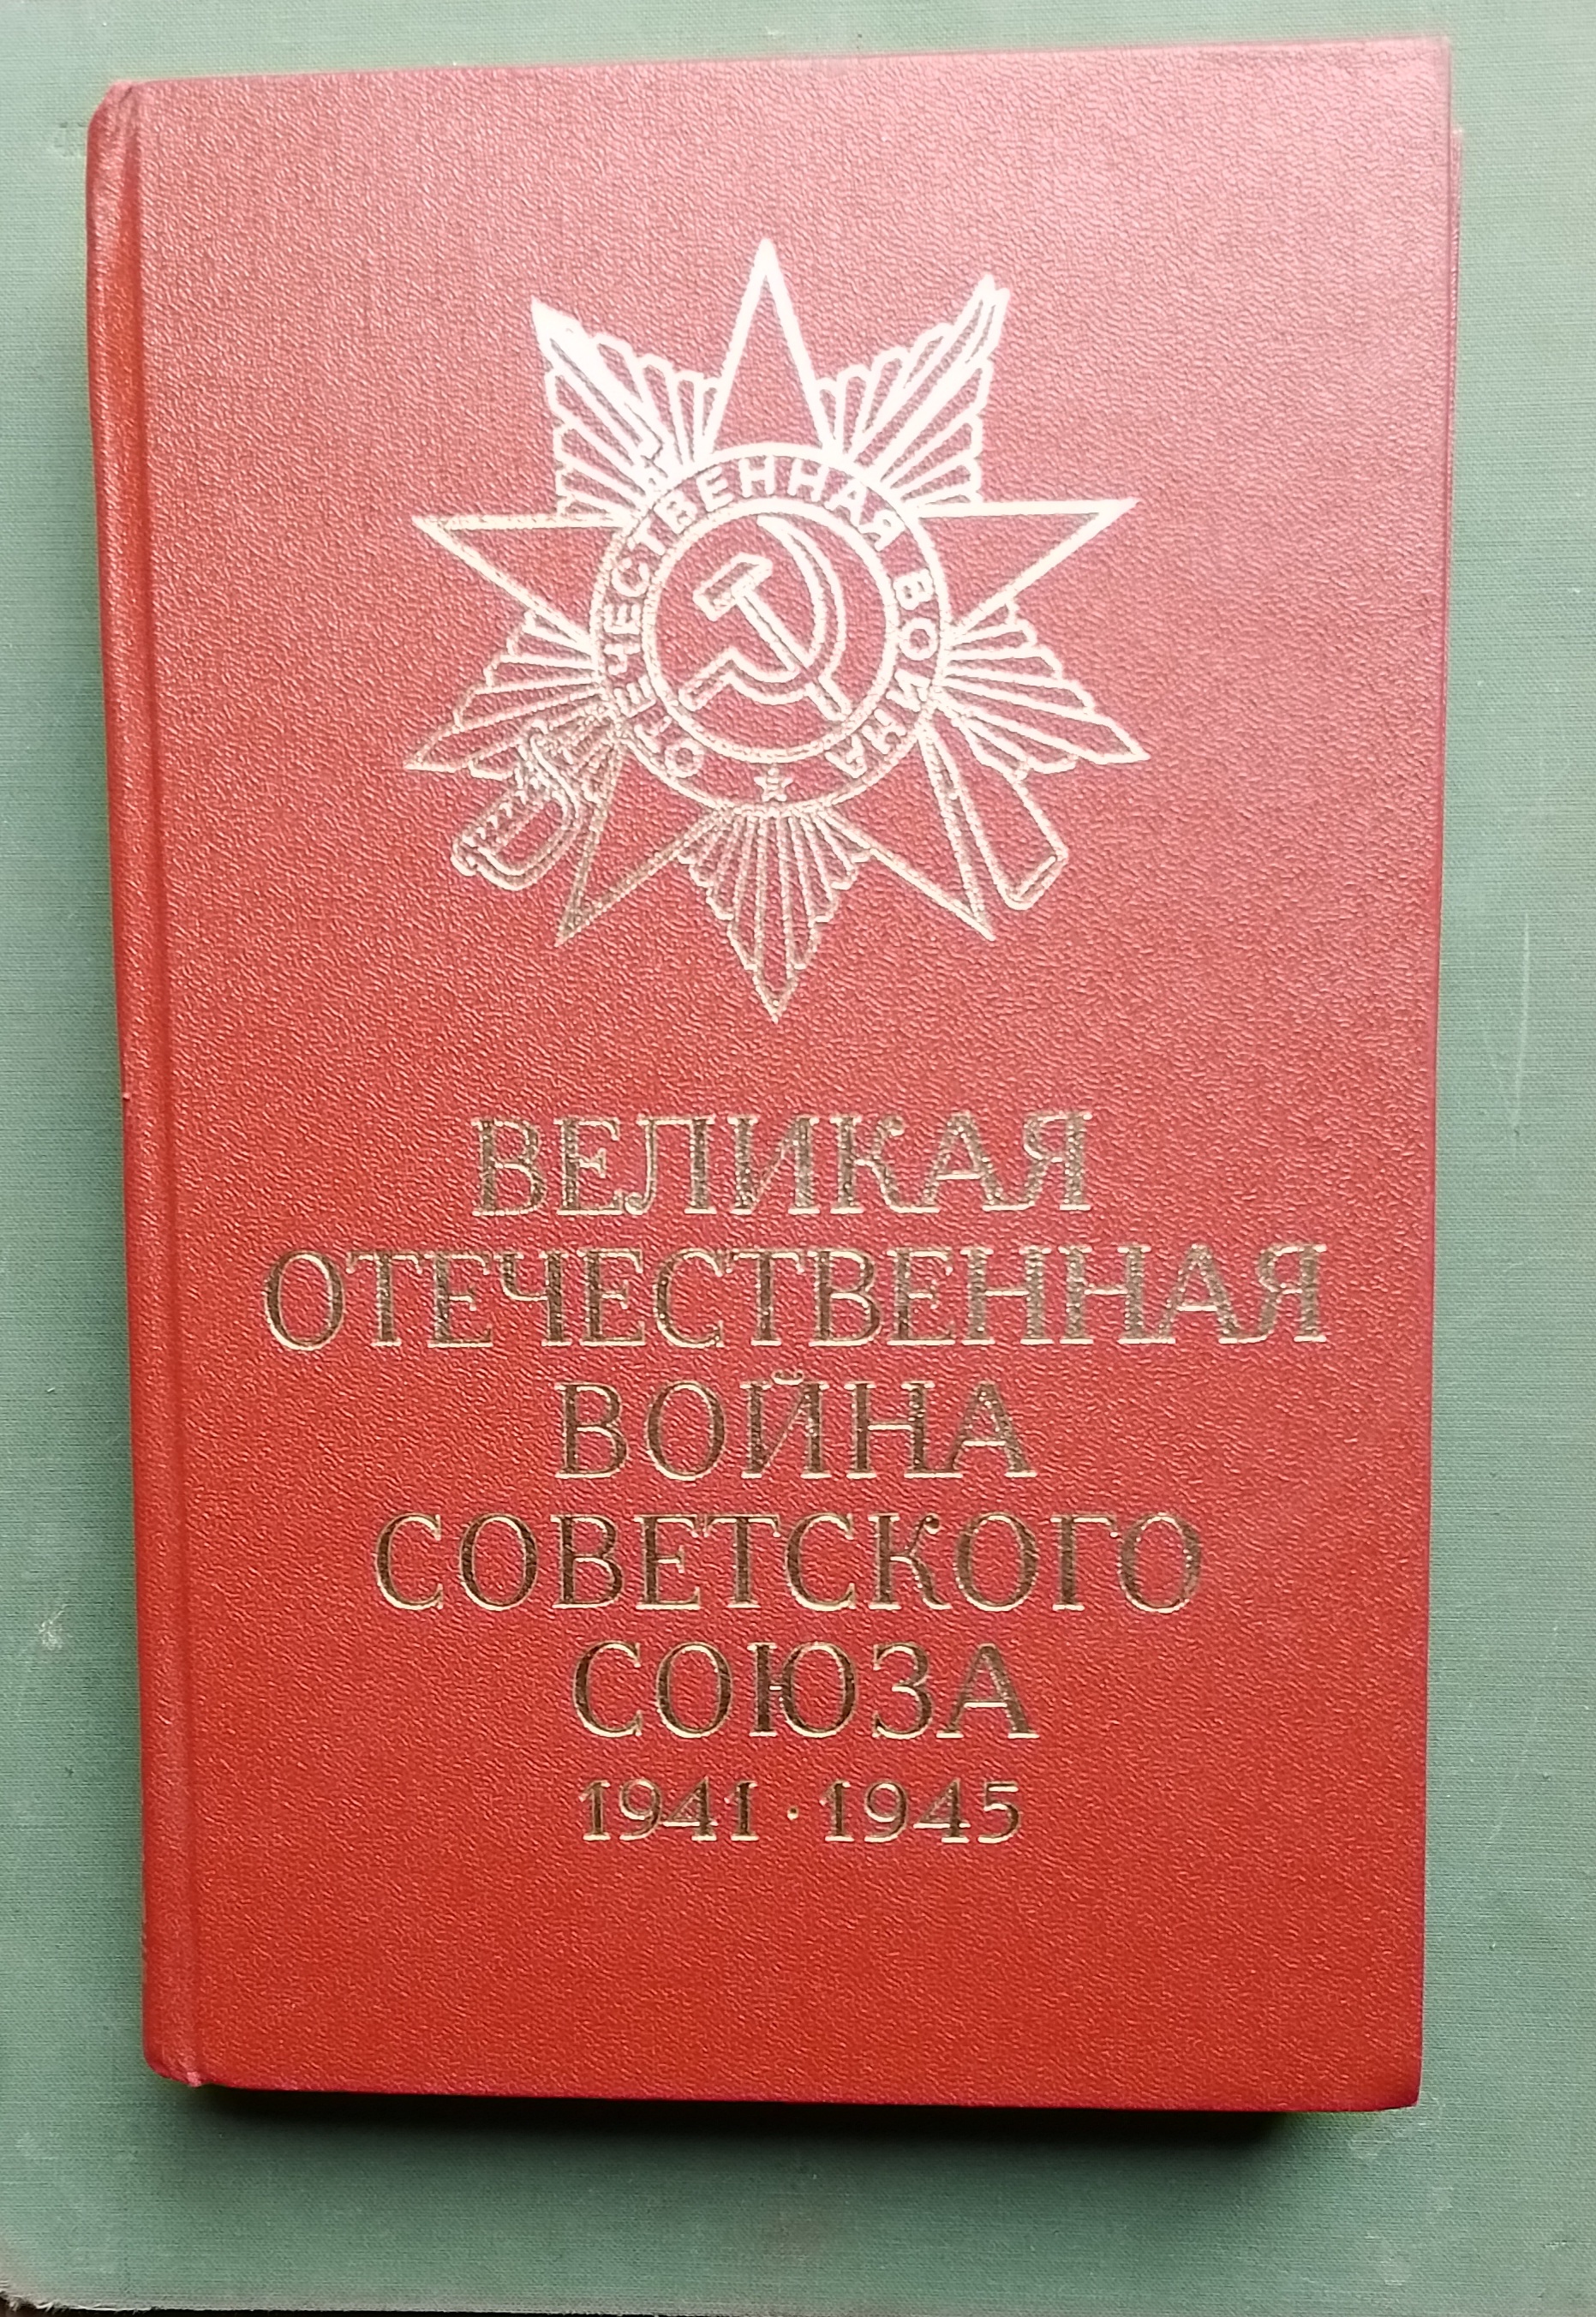 ОТЕЧЕСТВЕННАЯ ВОЙНА
ВЕЛИКАЯ
ОТЕЧЕСТВЕННАЯ
ВОЙНА
СОВЕТСКОГО
СОЮЗА
1941·1945